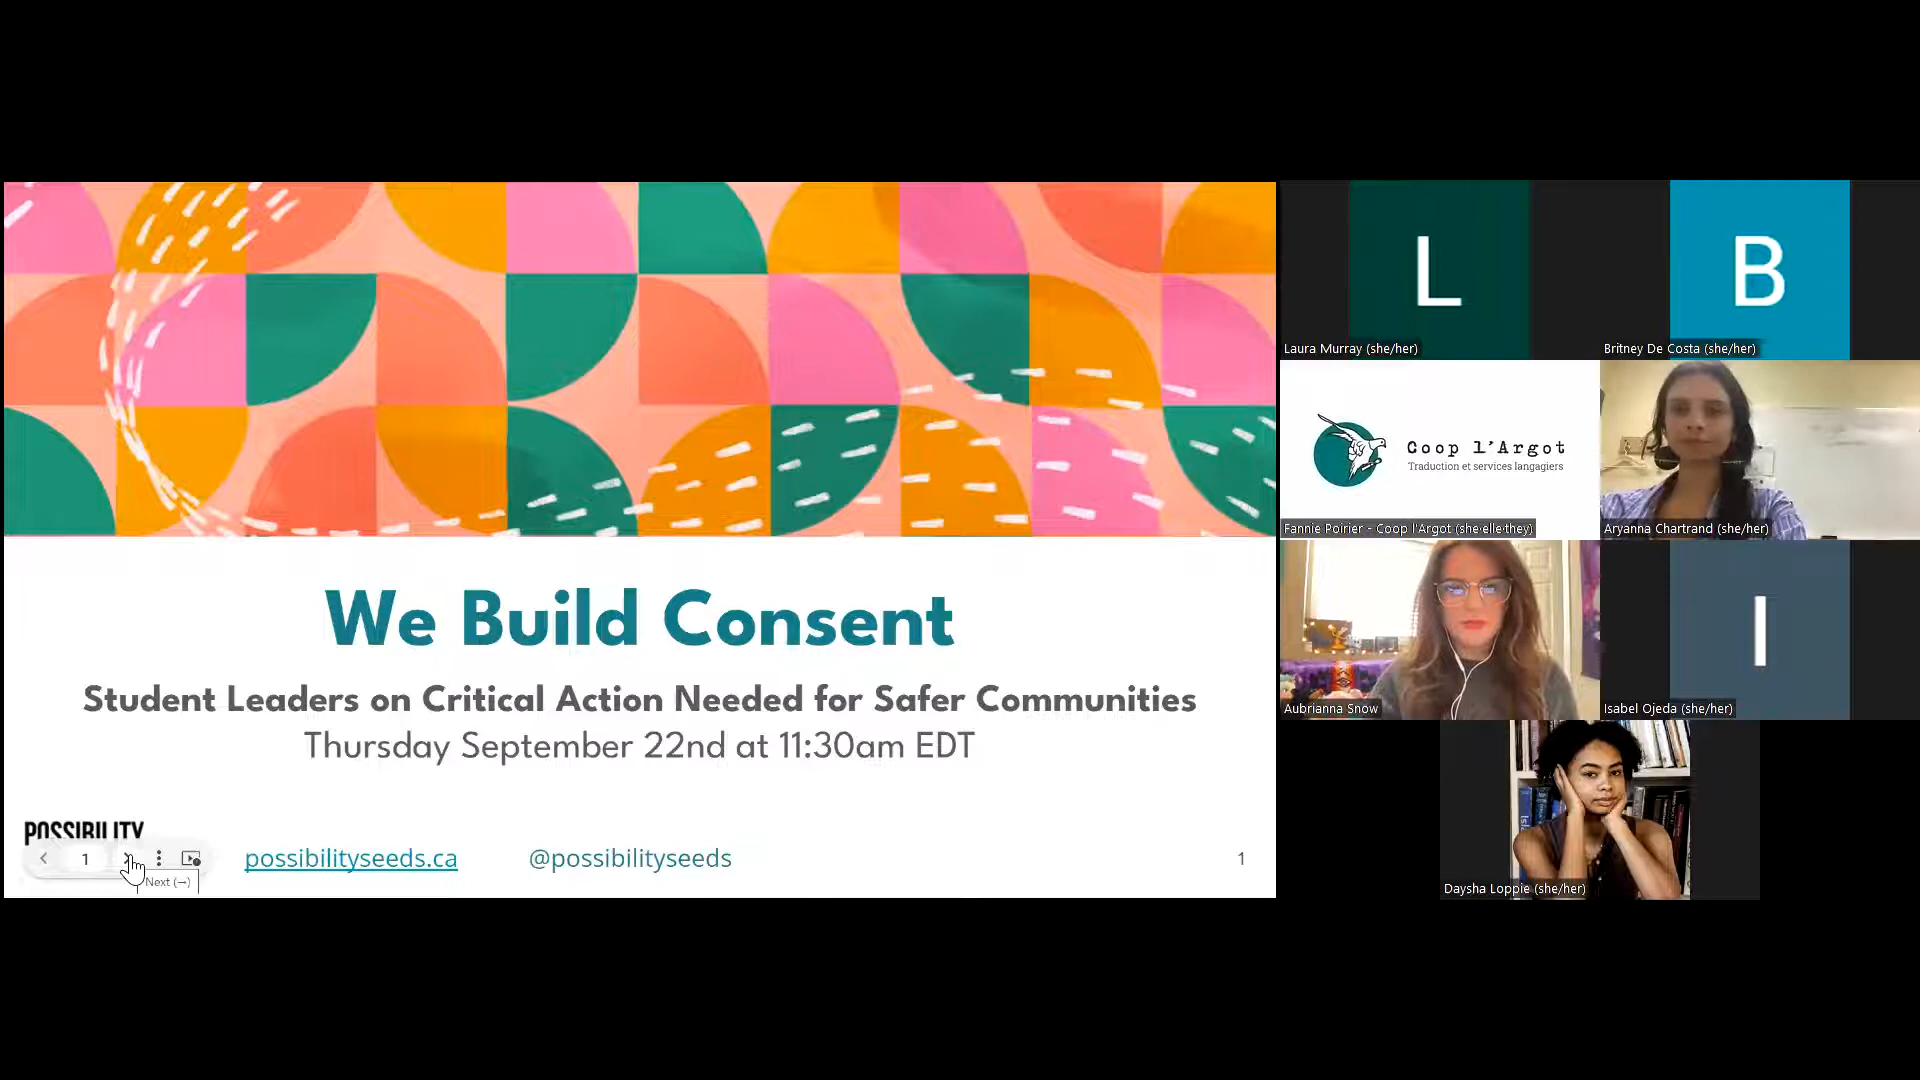 We Build Consent
Student Leaders on Critical Action Needed for Safer Communities
Thursday September 22nd at 11:30am EDT
POSSIBILITY
1
Next (→)
possibilityseeds.ca
@possibilityseeds
1
L
Laura Murray (she/her)
B
Britney De Costa (she/her)
Coop l'Argot
Traduction et services langagiers
Fannie Poirier - Coop l'Argot (she·elle·they)
Aryanna Chartrand (she/her)
Aubrianna Snow
I
Isabel Ojeda (she/her)
Daysha Loppie (she/her)